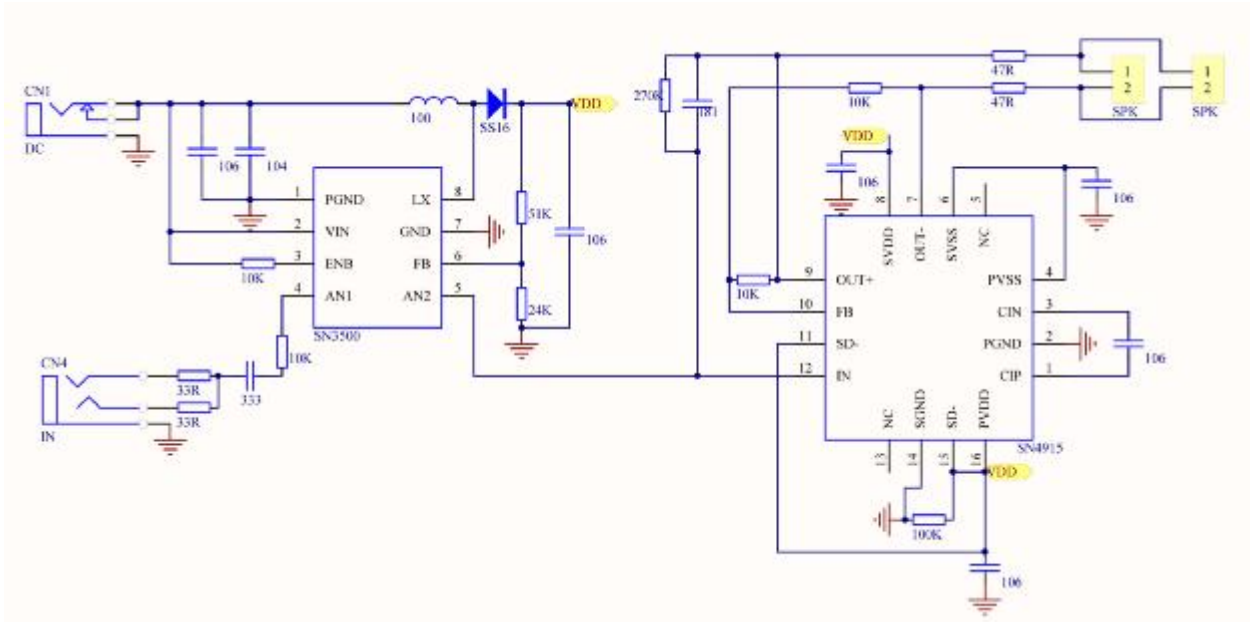 CN1
DC
106
104
100
SS16
VDD
1
PGND
LX
8
2
VIN
GND
7
3
ENB
FB
6
4
AN1
AN2
5
10K
SN3500
51K
24K
106
10K
CN4
33R
33R
IN
333
270K
181
10K
47R
47R
1
2
SPK
1
2
SPK
VDD
106
8
7
6
5
SVDD
OUT-
SVSS
NC
106
9
OUT+
10K
10
FB
11
SD-
12
IN
PVSS
4
CIN
3
PGND
2
CIP
1
106
NC
SGND
SD-
PVDD
13
14
15
16
SN4915
VDD
100K
106